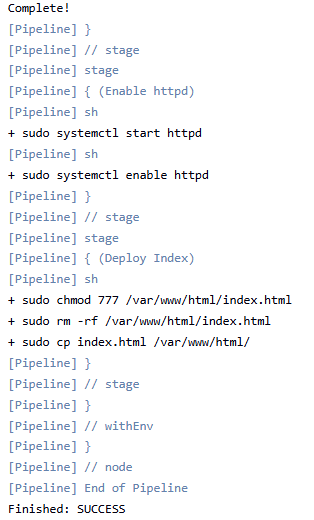 Complete!
[Pipeline] }
[Pipeline] // stage
[Pipeline] stage
[Pipeline] { (Enable httpd)
[Pipeline] sh
+ sudo systemctl start httpd
[Pipeline] sh
+ sudo systemctl enable httpd
[Pipeline] }
[Pipeline] // stage
[Pipeline] stage
[Pipeline] { (Deploy Index)
[Pipeline] sh
+ sudo chmod 777 /var/www/html/index.html
+ sudo rm -rf /var/www/html/index.html
+ sudo cp index.html /var/www/html/
[Pipeline] }
[Pipeline] // stage
[Pipeline] }
[Pipeline] // withEnv
[Pipeline] }
[Pipeline] // node
[Pipeline] End of Pipeline
Finished: SUCCESS